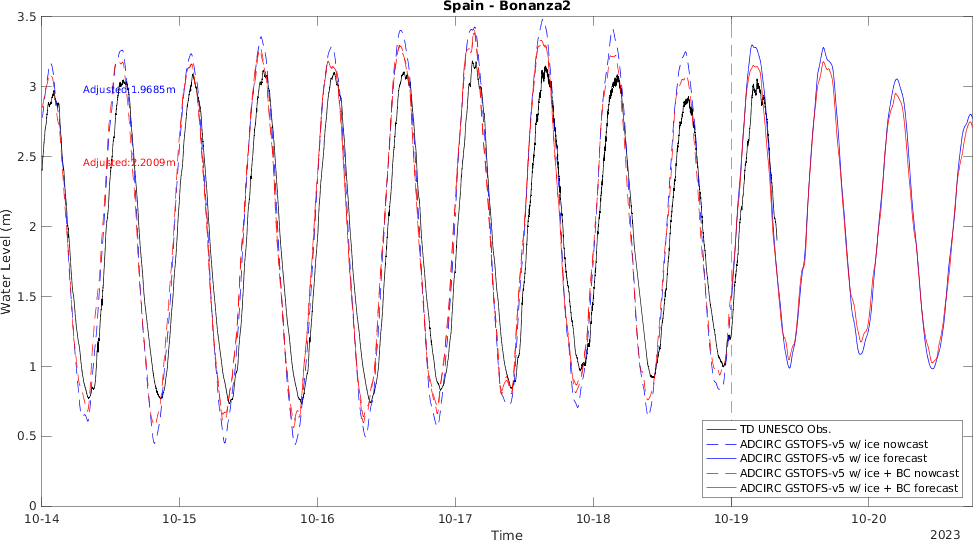 Spain - Bonanza2
3.5
3
2.5
2
1.5
1
0.5
0
Water Level (m)
Adjusted:1.9685m
Adjusted:2.2009m
TD UNESCO Obs.
ADCIRC GSTOFS-v5 w/ ice nowcast
ADCIRC GSTOFS-v5 w/ ice forecast
ADCIRC GSTOFS-v5 w/ ice + BC nowcast
ADCIRC GSTOFS-v5 w/ ice + BC forecast
10-14 10-15 10-16 10-17 10-18 10-19 10-20
Time
2023